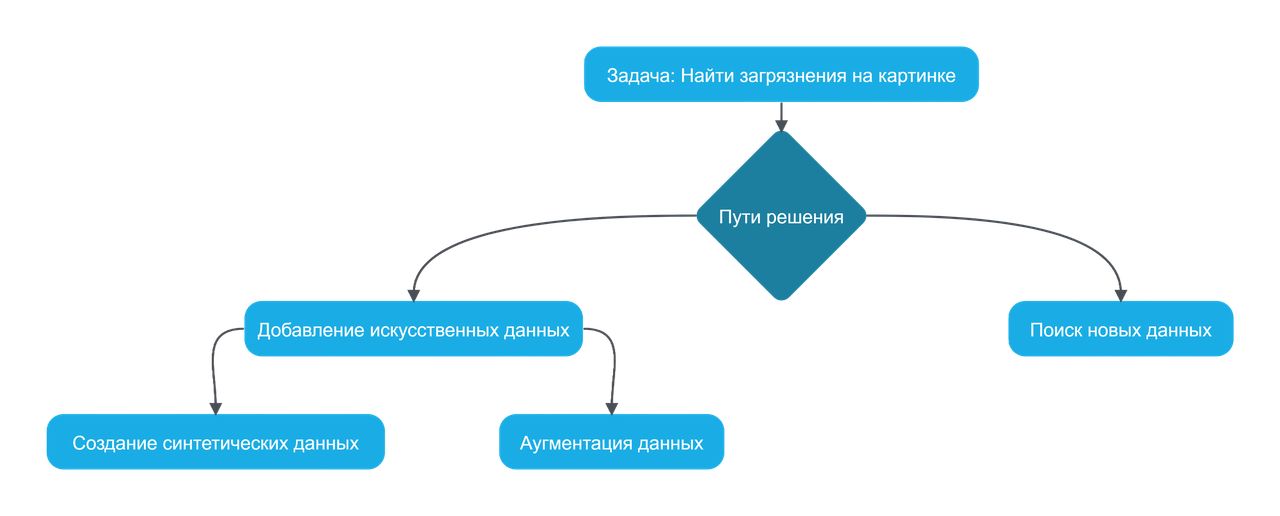 Задача: Найти загрязнения на картинке
Пути решения
Добавление искусственных данных
Поиск новых данных
Создание синтетических данных
Аугментация данных